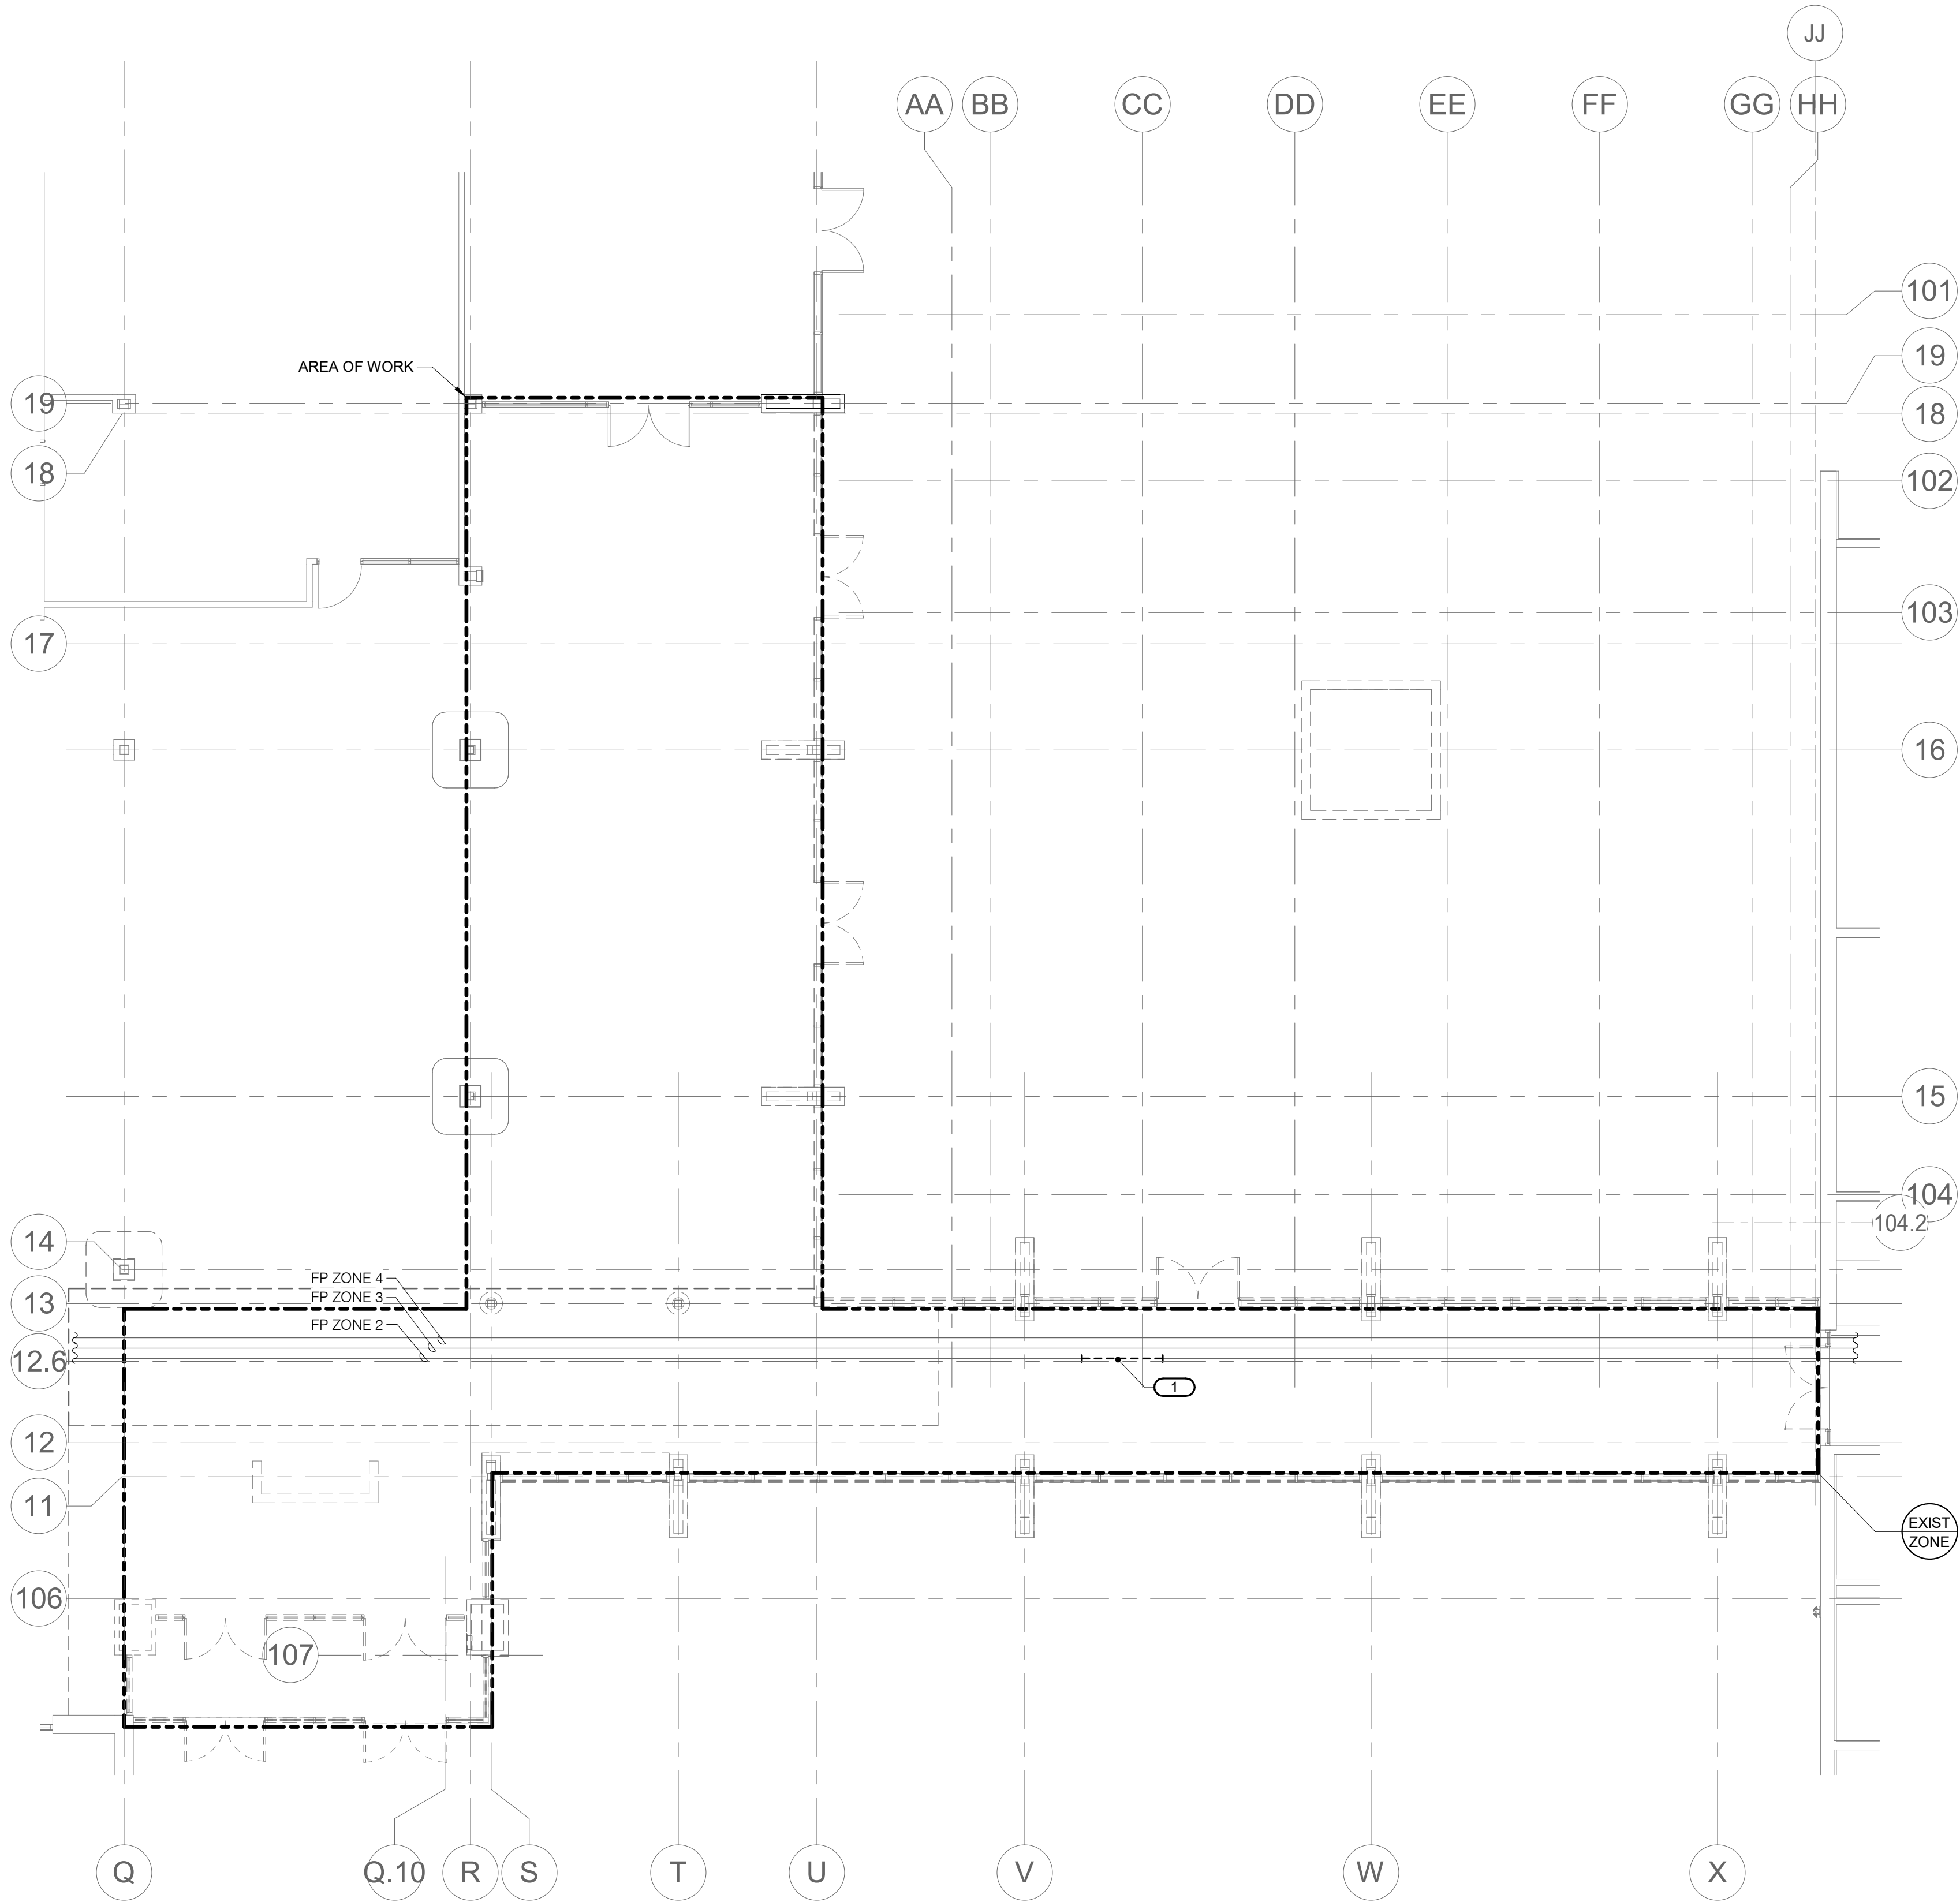 JJ
AA
BB
CC
DD
EE
FF
GG
HH
101
19
18
102
103
16
15
104
104.2
AREA OF WORK
19
18
17
14
13
12.6
12
11
106
107
FP ZONE 4
FP ZONE 3
FP ZONE 2
1
EXIST
ZONE
Q
Q.10
R
S
T
U
V
W
X